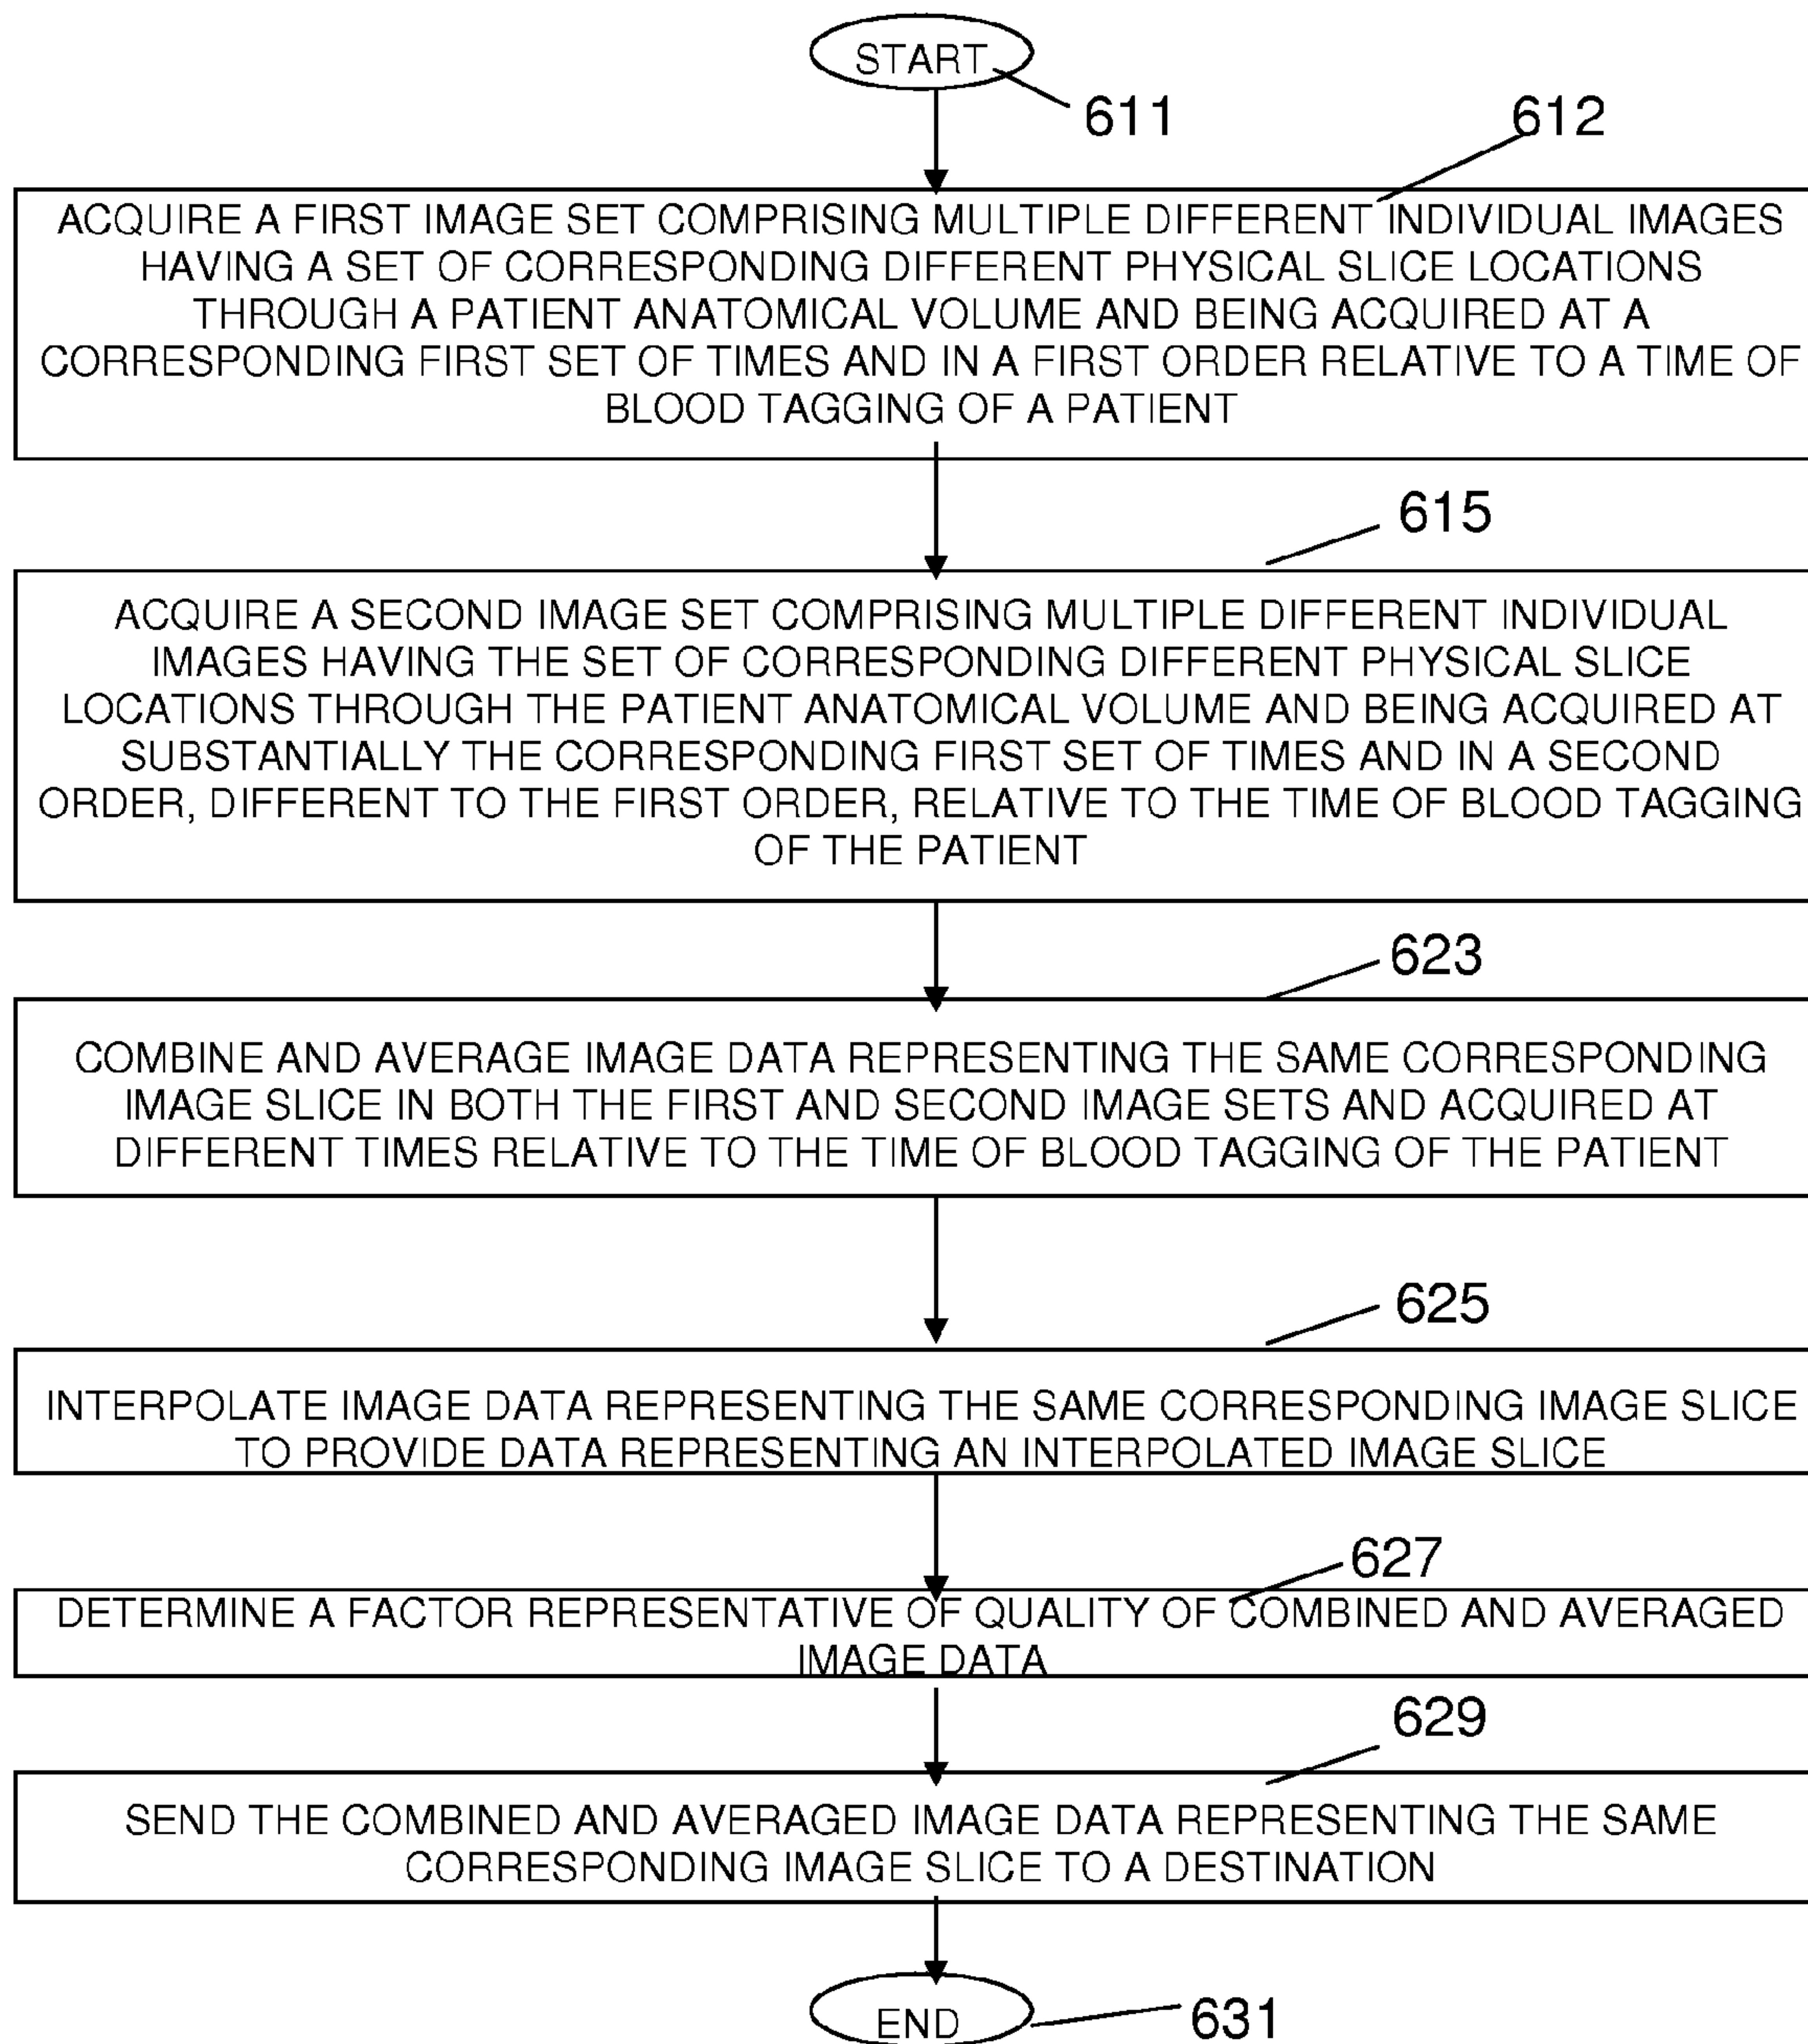 START
611
612
ACQUIRE A FIRST IMAGE SET COMPRISING MULTIPLE DIFFERENT INDIVIDUAL IMAGES
HAVING A SET OF CORRESPONDING DIFFERENT PHYSICAL SLICE LOCATIONS
THROUGH A PATIENT ANATOMICAL VOLUME AND BEING ACQUIRED AT A
CORRESPONDING FIRST SET OF TIMES AND IN A FIRST ORDER RELATIVE TO A TIME OF
BLOOD TAGGING OF A PATIENT
615
ACQUIRE A SECOND IMAGE SET COMPRISING MULTIPLE DIFFERENT INDIVIDUAL
IMAGES HAVING THE SET OF CORRESPONDING DIFFERENT PHYSICAL SLICE
LOCATIONS THROUGH THE PATIENT ANATOMICAL VOLUME AND BEING ACQUIRED AT
SUBSTANTIALLY THE CORRESPONDING FIRST SET OF TIMES AND IN A SECOND
ORDER, DIFFERENT TO THE FIRST ORDER, RELATIVE TO THE TIME OF BLOOD TAGGING
OF THE PATIENT
623
COMBINE AND AVERAGE IMAGE DATA REPRESENTING THE SAME CORRESPONDING
IMAGE SLICE IN BOTH THE FIRST AND SECOND IMAGE SETS AND ACQUIRED AT
DIFFERENT TIMES RELATIVE TO THE TIME OF BLOOD TAGGING OF THE PATIENT
625
INTERPOLATE IMAGE DATA REPRESENTING THE SAME CORRESPONDING IMAGE SLICE
TO PROVIDE DATA REPRESENTING AN INTERPOLATED IMAGE SLICE
627
DETERMINE A FACTOR REPRESENTATIVE OF QUALITY OF COMBINED AND AVERAGED
IMAGE DATA
629
SEND THE COMBINED AND AVERAGED IMAGE DATA REPRESENTING THE SAME
CORRESPONDING IMAGE SLICE TO A DESTINATION
END
631